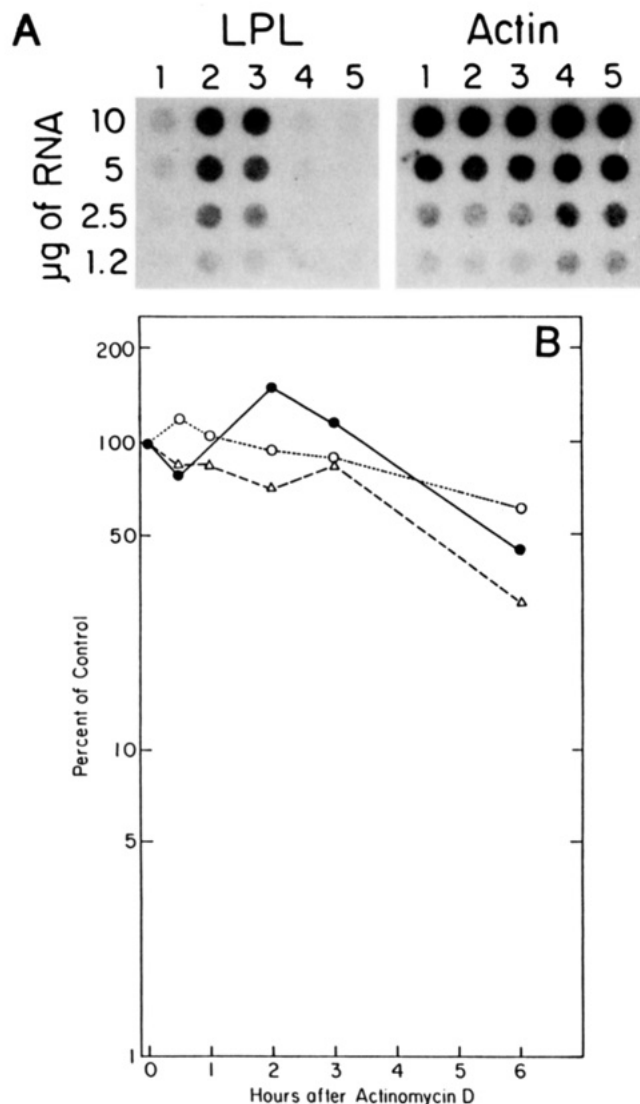 A
LPL Actin
1 2 3 4 5 1 2 3 4 5
µg of RNA
10
5
2.5
1.2
B
Percent of Control
200
100
50
10
5
1
0 1 2 3 4 5 6
Hours after Actinomycin D